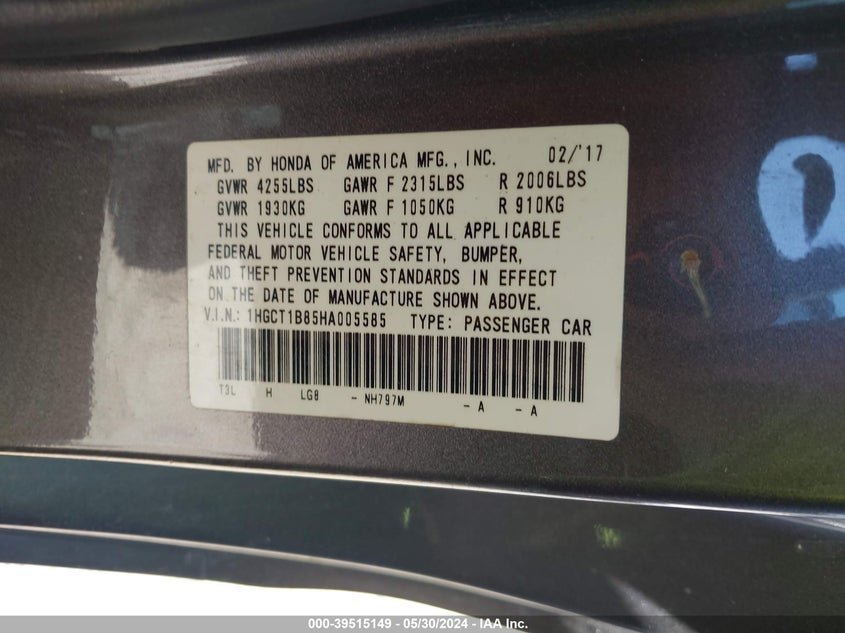 MFD. BY HONDA OF AMERICA MFG., INC. 02/'17
GVWR 4255LBS GAWR F 2315LBS R 2006LBS
GVWR 1930KG GAWR F 1050KG R 910KG
THIS VEHICLE CONFORMS TO ALL APPLICABLE
FEDERAL MOTOR VEHICLE SAFETY, BUMPER,
AND THEFT PREVENTION STANDARDS IN EFFECT
ON THE DATE OF MANUFACTURE SHOWN ABOVE.
V.I.N.: 1HGCT1B85HA005585 TYPE: PASSENGER CAR
T3L H LG8 - NH797M - A - A
000-39515149 - 05/30/2024 - IAA Inc.